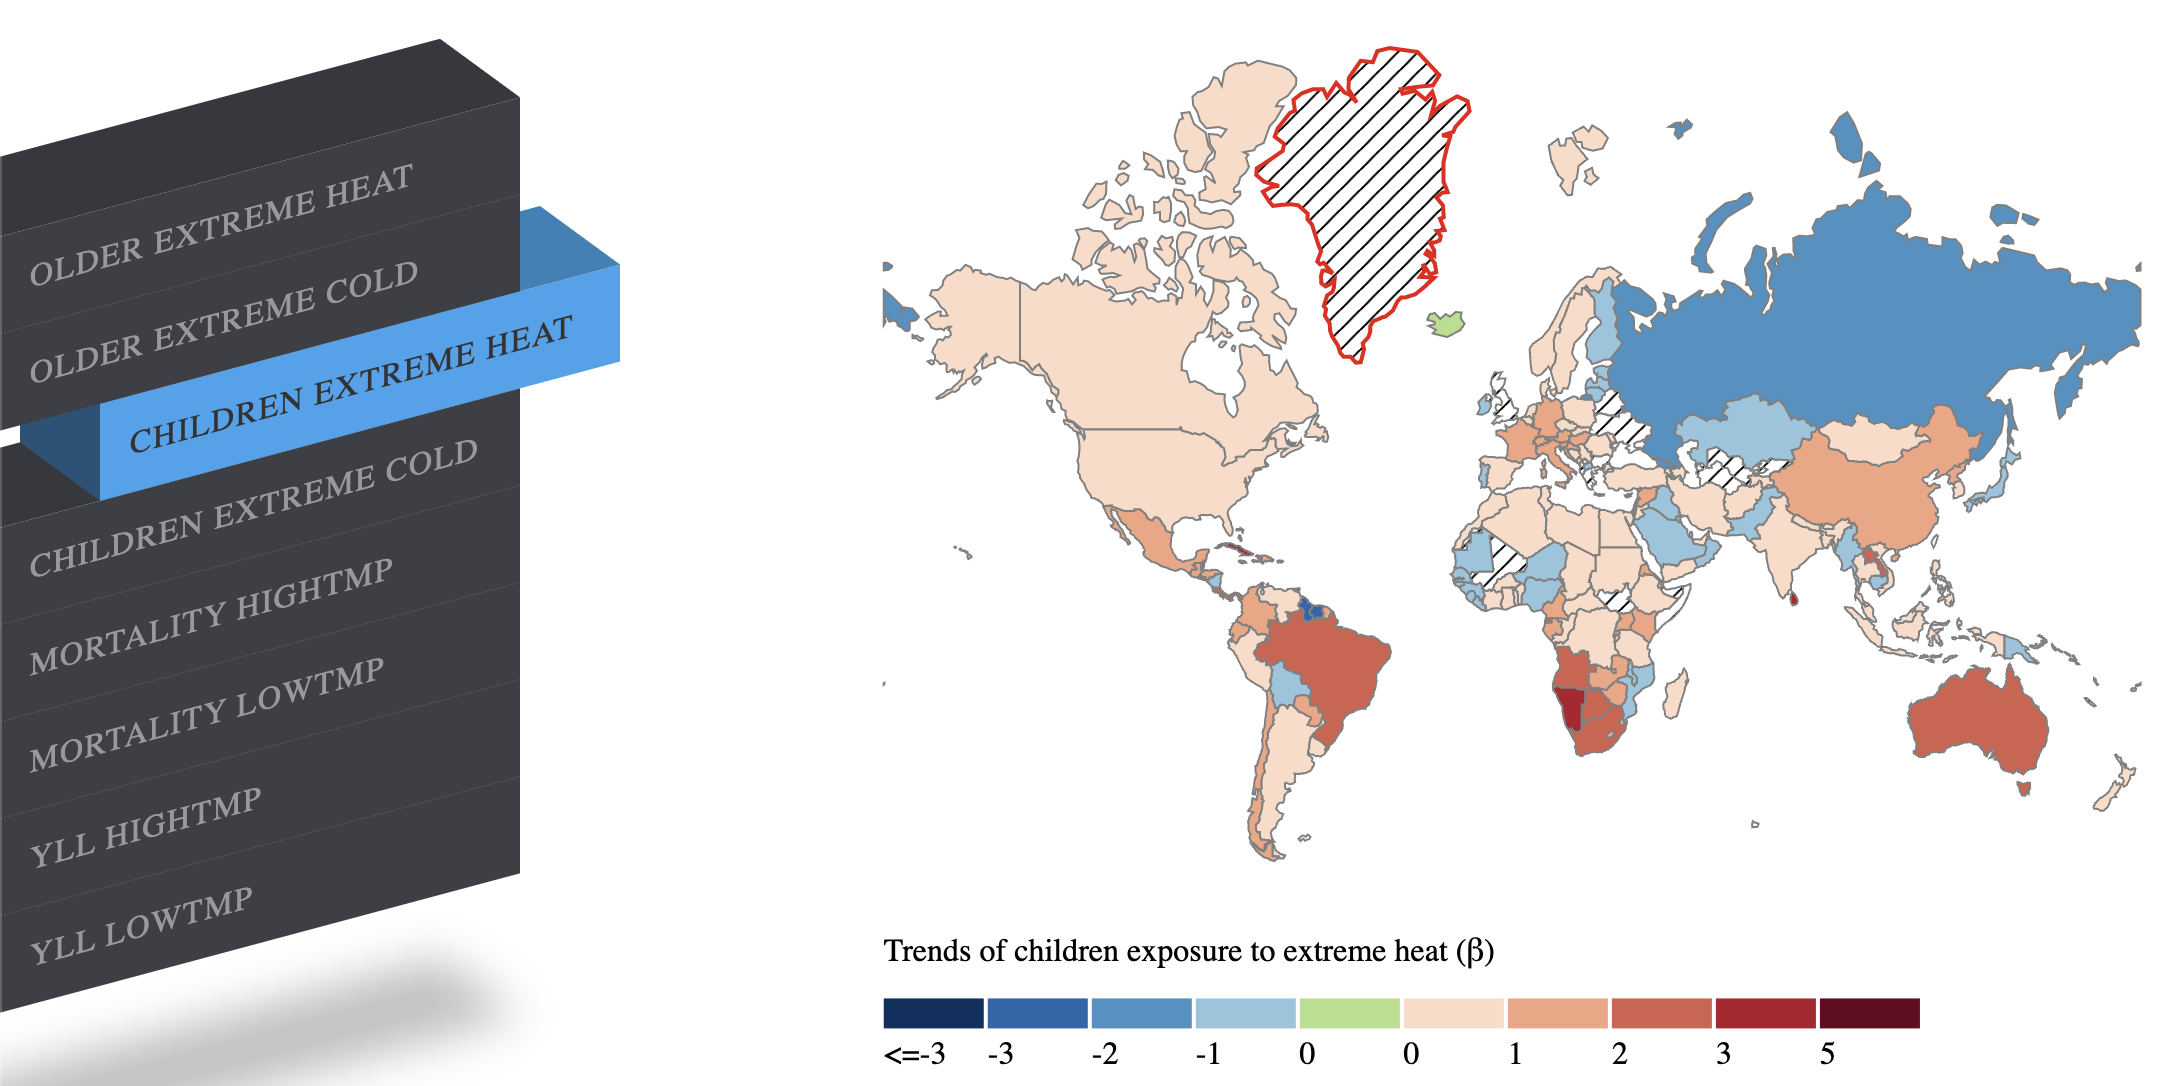 OLDER EXTREME HEAT
OLDER EXTREME COLD
CHILDREN EXTREME HEAT
CHILDREN EXTREME COLD
MORTALITY HIGHTMP
MORTALITY LOWTMP
YLL HIGHTMP
YLL LOWTMP
Trends of children exposure to extreme heat (β)
<=-3 -3 -2 -1 0 0 1 2 3 5